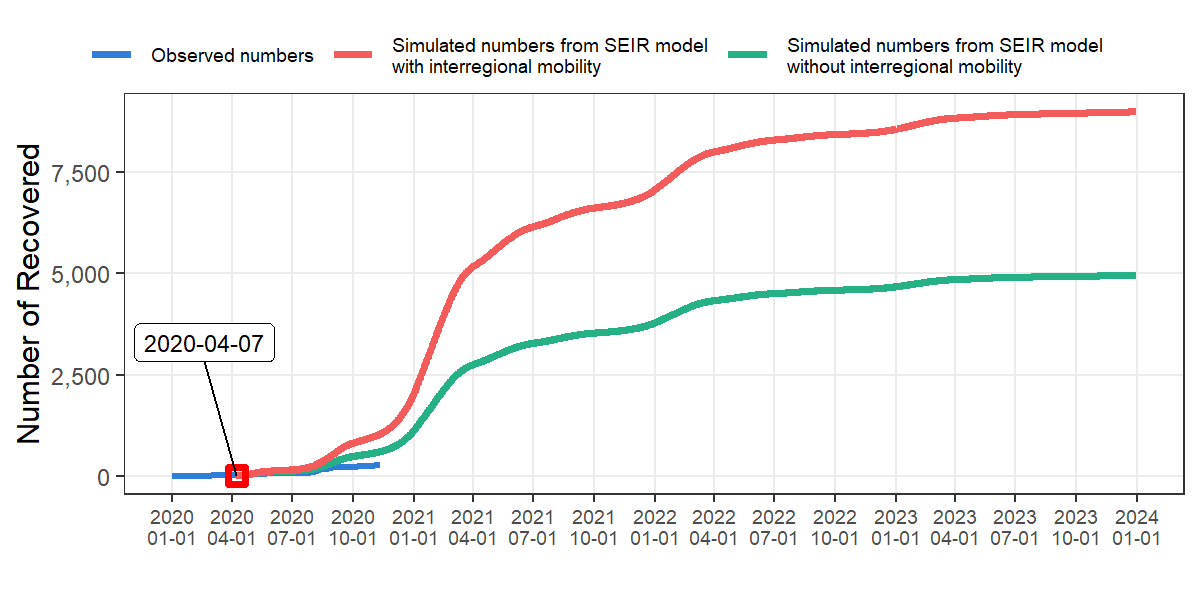 Observed numbers
Simulated numbers from SEIR model
with interregional mobility
Simulated numbers from SEIR model
without interregional mobility
Number of Recovered
7,500
5,000
2,500
0
2020-04-07
2020 2020 2020 2020 2021 2021 2021 2021 2022 2022 2022 2022 2023 2023 2023 2023 2024
01-01 04-01 07-01 10-01 01-01 04-01 07-01 10-01 01-01 04-01 07-01 10-01 01-01 04-01 07-01 10-01 01-01